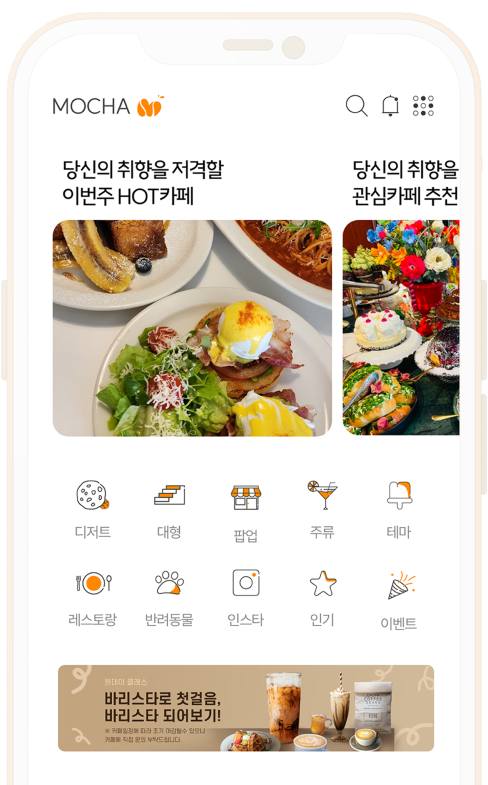 MOCHA
당신의 취향을 저격할
이번주 HOT카페
당신의 취향을
관심카페 추천
디저트
대형
팝업
주류
테마
레스토랑
반려동물
인스타
인기
이벤트
원데이 클래스
바리스타로 첫걸음,
바리스타 되어보기!
※ 카페일정에 따라 조기 마감될수 있으니
카페에 직접 문의 부탁드립니다.